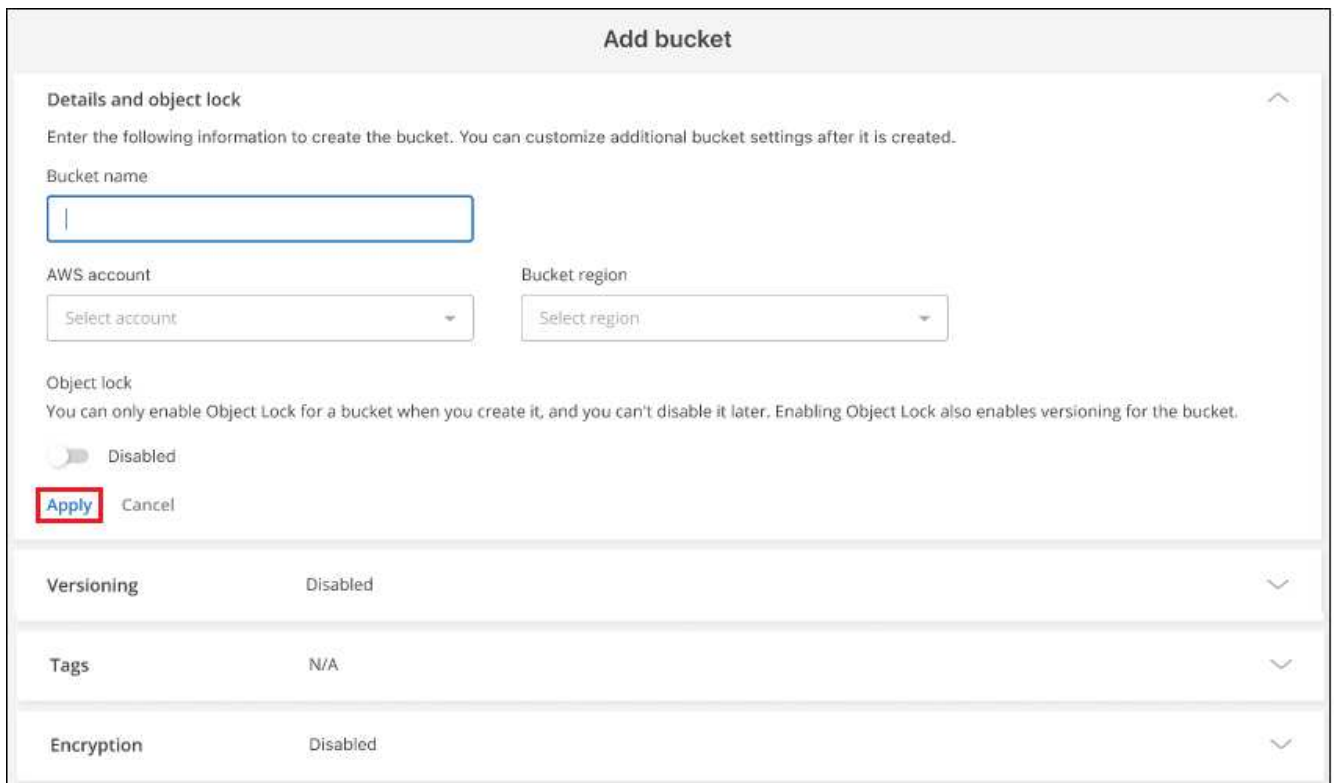 Add bucket
Details and object lock
Enter the following information to create the bucket. You can customize additional bucket settings after it is created.
Bucket name
AWS account
Bucket region
Select account
Select region
Object lock
You can only enable Object Lock for a bucket when you create it, and you can't disable it later. Enabling Object Lock also enables versioning for the bucket.
Disabled
Apply Cancel
Versioning Disabled
Tags N/A
Encryption Disabled